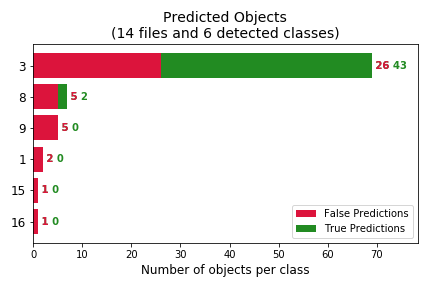 Predicted Objects
(14 files and 6 detected classes)
3 26 43
8 5 2
9 5 0
1 2 0
15 1 0
16 1 0
False Predictions
True Predictions
0 10 20 30 40 50 60 70
Number of objects per class